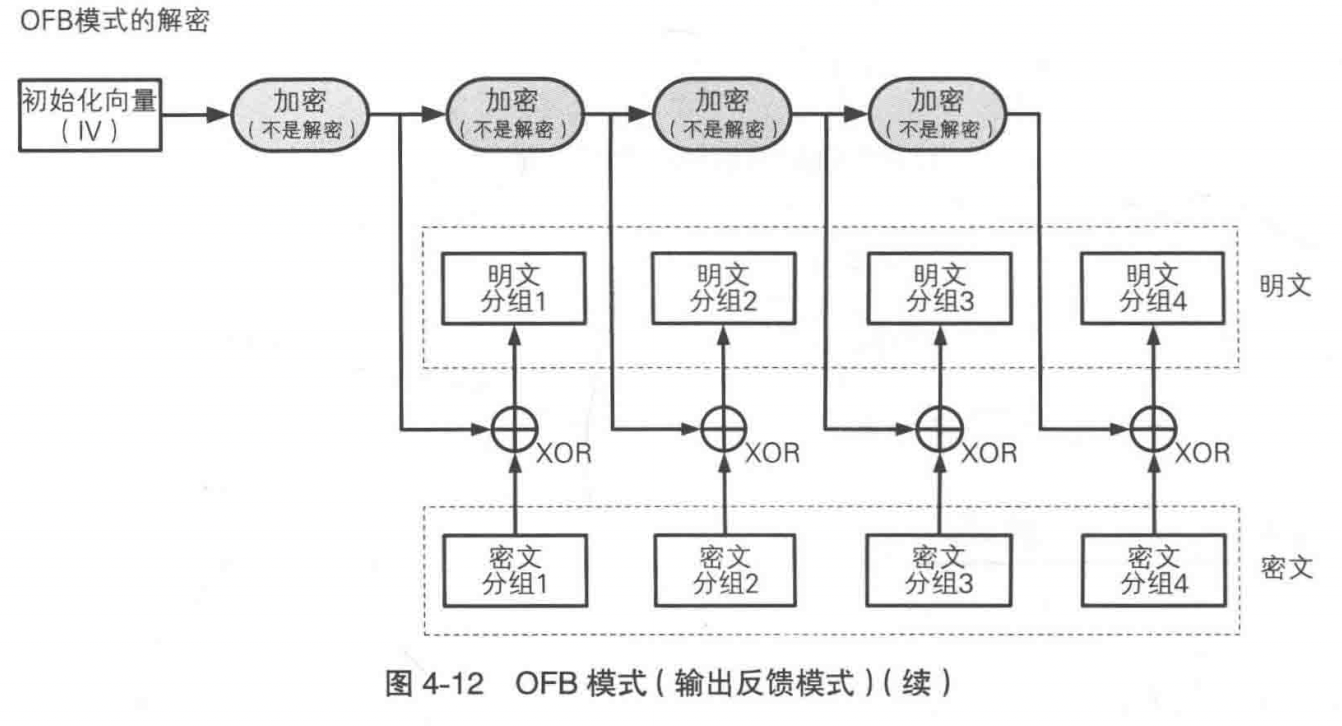 OFB模式的解密
初始化向量
（IV）
加密
（不是解密）
加密
（不是解密）
加密
（不是解密）
加密
（不是解密）
明文
分组1
明文
分组2
明文
分组3
明文
分组4
明文
XOR
XOR
XOR
XOR
密文
分组1
密文
分组2
密文
分组3
密文
分组4
密文
图 4-12 OFB 模式（输出反馈模式）（续）